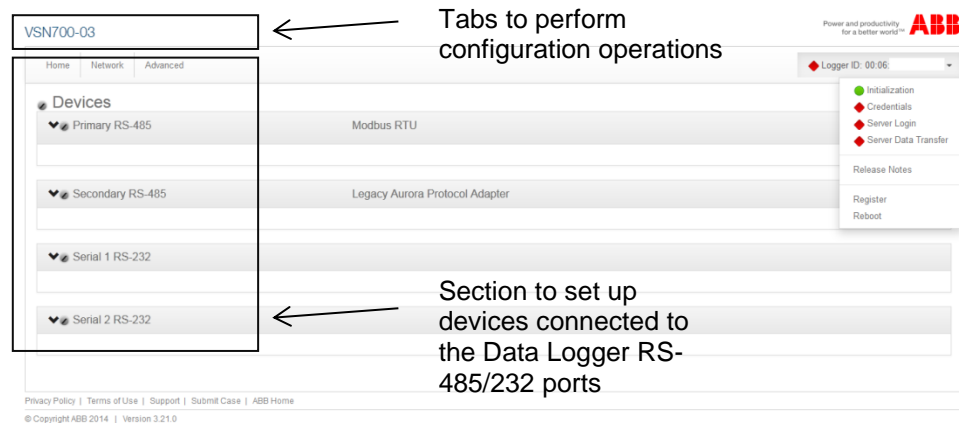 VSN700-03
Tabs to perform
configuration operations
Power and productivity
for a better world™
ABB
Home Network Advanced
Logger ID: 00:06:
Initialization
Credentials
Server Login
Server Data Transfer
Release Notes
Register
Reboot
Devices
Primary RS-485 Modbus RTU
Secondary RS-485 Legacy Aurora Protocol Adapter
Serial 1 RS-232
Serial 2 RS-232
Section to set up
devices connected to
the Data Logger RS-
485/232 ports
Privacy Policy | Terms of Use | Support | Submit Case | ABB Home
© Copyright ABB 2014 | Version 3.21.0